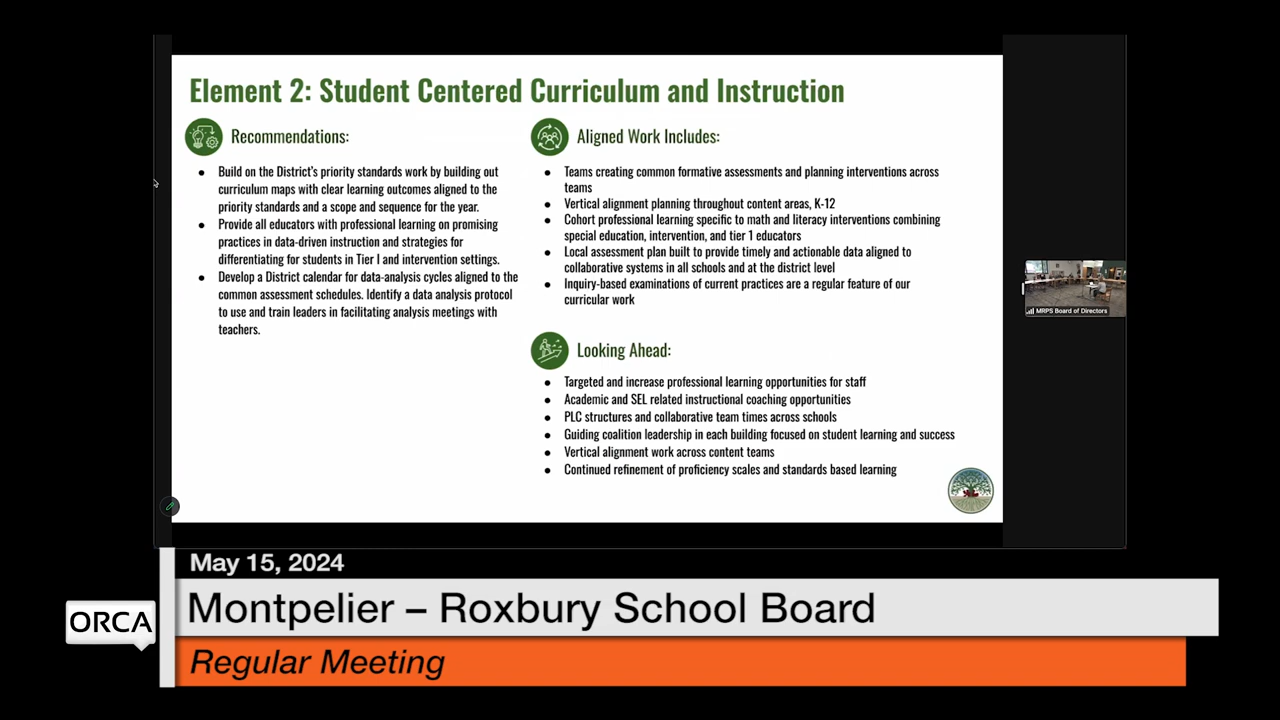 Element 2: Student Centered Curriculum and Instruction
Recommendations:
● Build on the District's priority standards work by building out
curriculum maps with clear learning outcomes aligned to the
priority standards and a scope and sequence for the year.
● Provide all educators with professional learning on promising
practices in data-driven instruction and strategies for
differentiating for students in Tier I and intervention settings.
● Develop a District calendar for data-analysis cycles aligned to the
common assessment schedules. Identify a data analysis protocol
to use and train leaders in facilitating analysis meetings with
teachers.
Aligned Work Includes:
● Teams creating common formative assessments and planning interventions across
teams
● Vertical alignment planning throughout content areas, K-12
● Cohort professional learning specific to math and literacy interventions combining
special education, intervention, and tier 1 educators
● Local assessment plan built to provide timely and actionable data aligned to
collaborative systems in all schools and at the district level
● Inquiry-based examinations of current practices are a regular feature of our
curricular work
Looking Ahead:
● Targeted and increase professional learning opportunities for staff
● Academic and SEL related instructional coaching opportunities
● PLC structures and collaborative team times across schools
● Guiding coalition leadership in each building focused on student learning and success
● Vertical alignment work across content teams
● Continued refinement of proficiency scales and standards based learning
MRPS Board of Directors
May 15, 2024
ORCA
Montpelier – Roxbury School Board
Regular Meeting